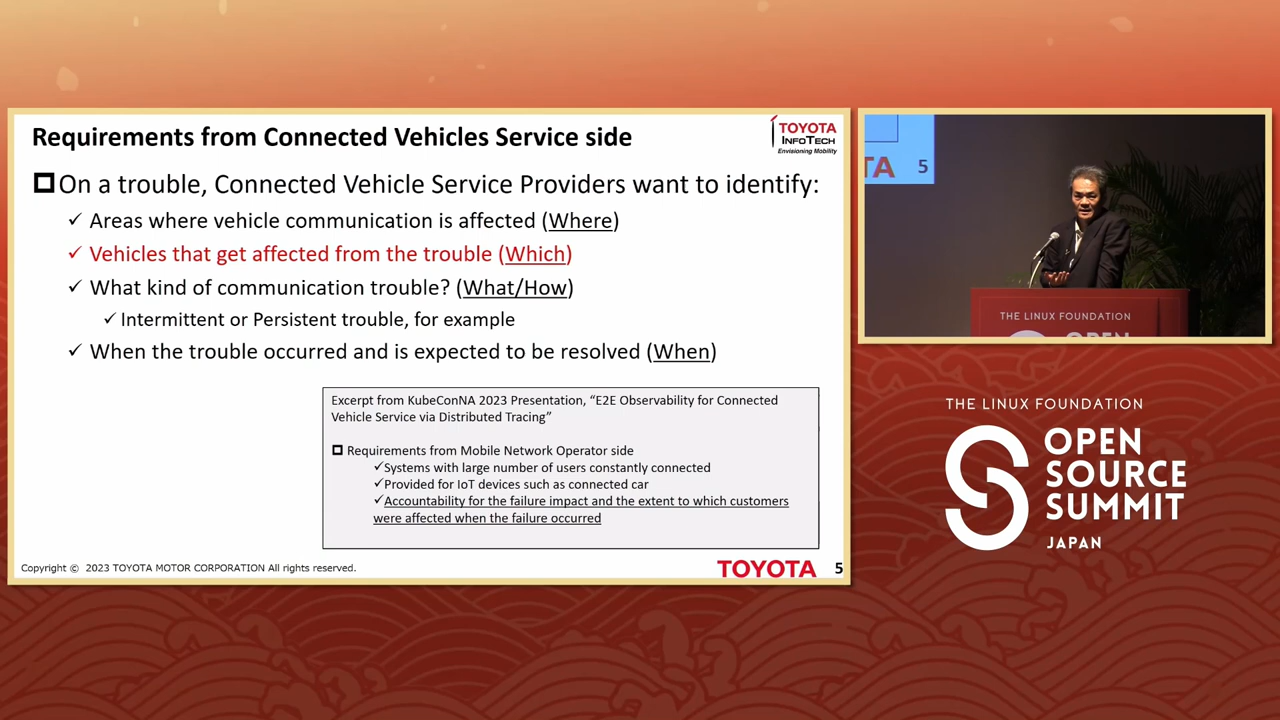 Requirements from Connected Vehicles Service side
TOYOTA
INFOTECH
Envisioning Mobility
On a trouble, Connected Vehicle Service Providers want to identify:
✓ Areas where vehicle communication is affected (Where)
✓ Vehicles that get affected from the trouble (Which)
✓ What kind of communication trouble? (What/How)
✓ Intermittent or Persistent trouble, for example
✓ When the trouble occurred and is expected to be resolved (When)
Excerpt from KubeConNA 2023 Presentation, “E2E Observability for Connected
Vehicle Service via Distributed Tracing”
Requirements from Mobile Network Operator side
✓Systems with large number of users constantly connected
✓Provided for IoT devices such as connected car
✓Accountability for the failure impact and the extent to which customers
were affected when the failure occurred
Copyright © 2023 TOYOTA MOTOR CORPORATION All rights reserved.
TOYOTA
5
TA 5
THE LINUX FOUNDATION
OPEN
THE LINUX FOUNDATION
OPEN
SOURCE
SUMMIT
JAPAN